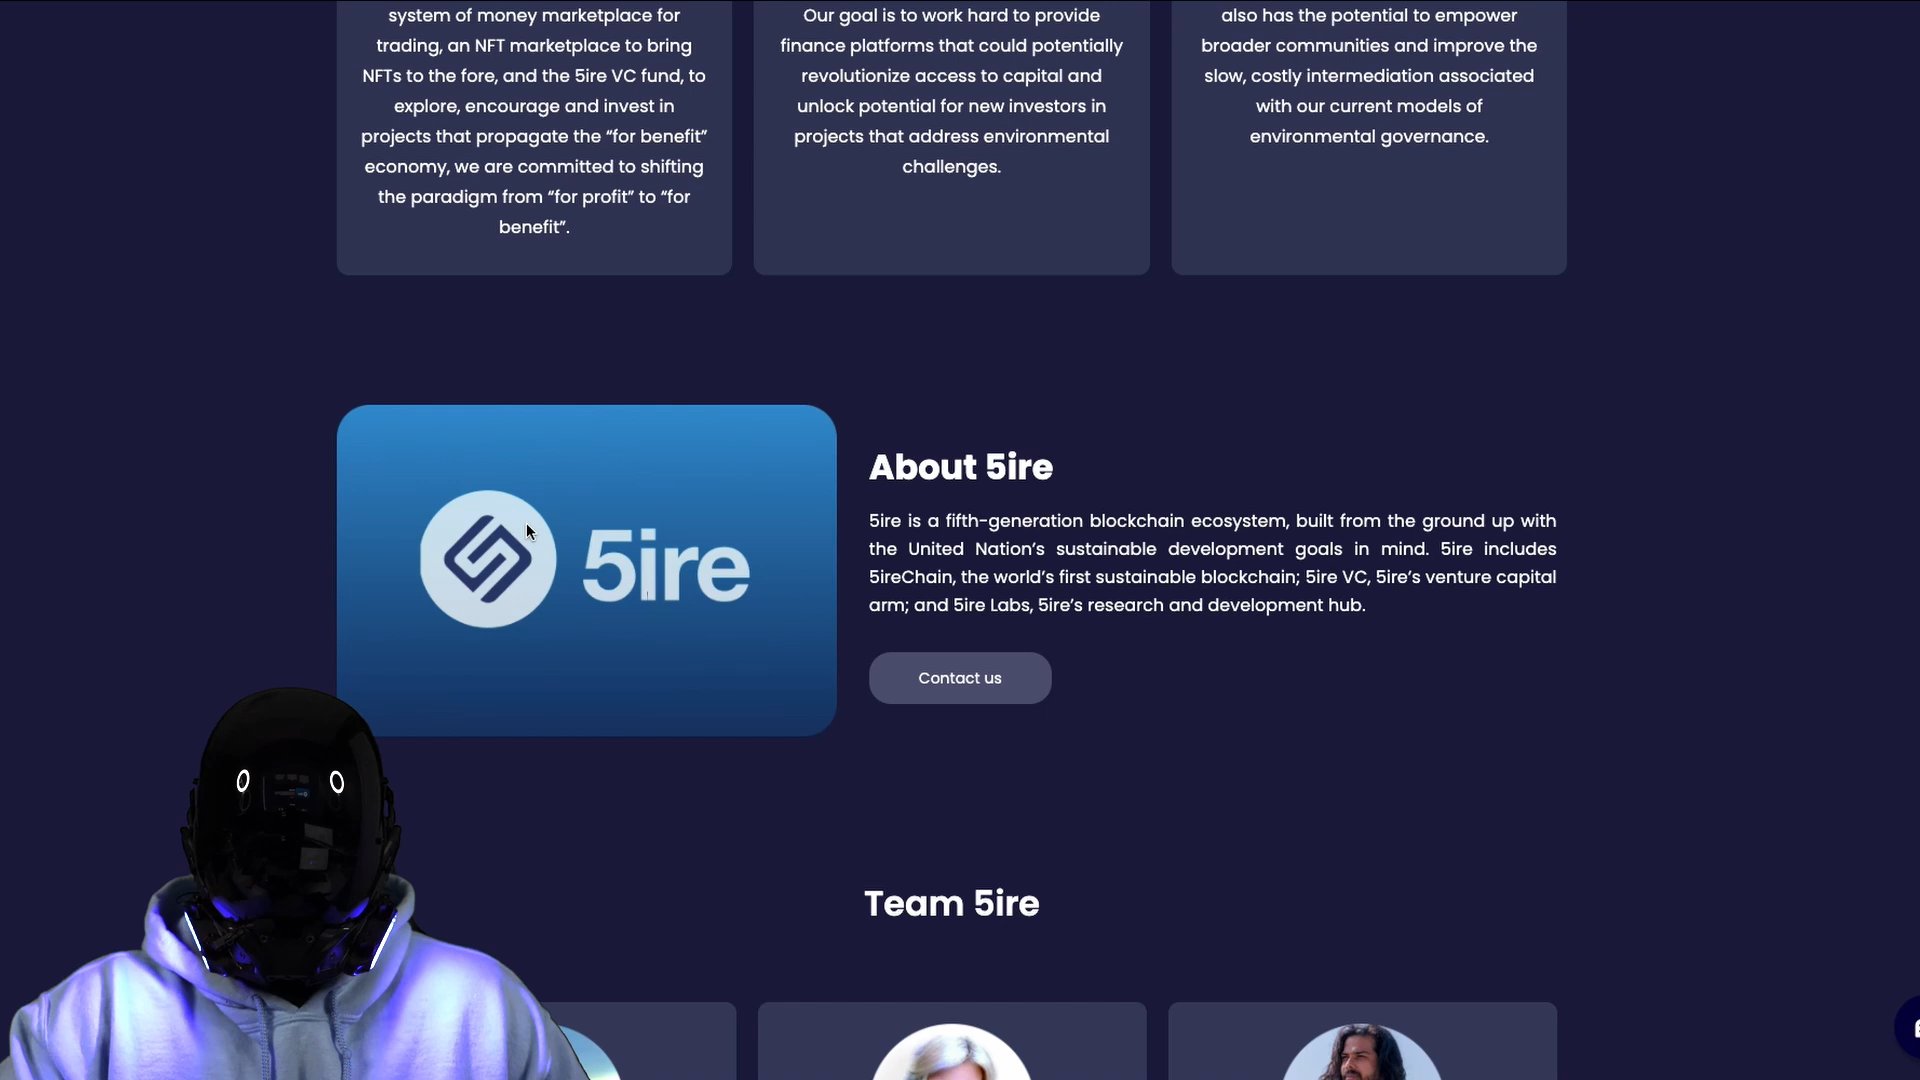 system of money marketplace for
trading, an NFT marketplace to bring
NFTs to the fore, and the 5ire VC fund, to
explore, encourage and invest in
projects that propagate the “for benefit”
economy, we are committed to shifting
the paradigm from “for profit” to “for
benefit”.
Our goal is to work hard to provide
finance platforms that could potentially
revolutionize access to capital and
unlock potential for new investors in
projects that address environmental
challenges.
also has the potential to empower
broader communities and improve the
slow, costly intermediation associated
with our current models of
environmental governance.
5ire
About 5ire
5ire is a fifth-generation blockchain ecosystem, built from the ground up with
the United Nation’s sustainable development goals in mind. 5ire includes
5ireChain, the world’s first sustainable blockchain; 5ire VC, 5ire’s venture capital
arm; and 5ire Labs, 5ire’s research and development hub.
Contact us
Team 5ire